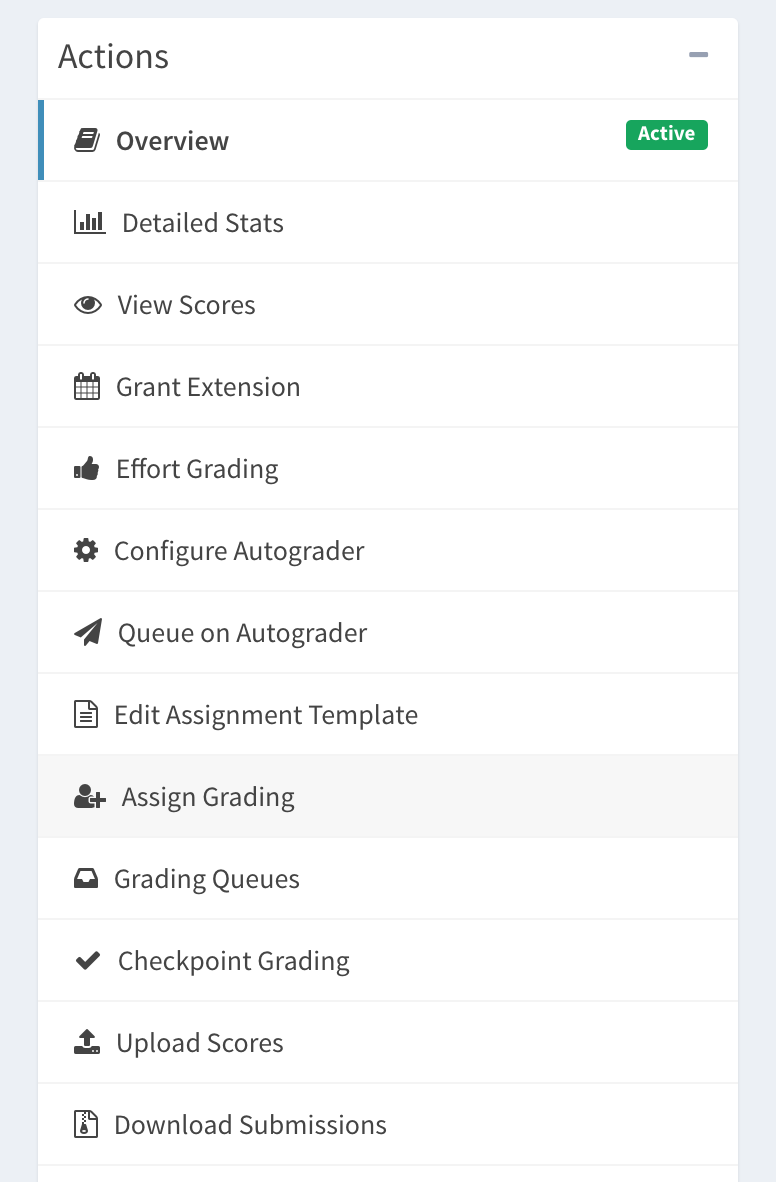 Actions
Overview Active
Detailed Stats
View Scores
Grant Extension
Effort Grading
Configure Autograder
Queue on Autograder
Edit Assignment Template
Assign Grading
Grading Queues
Checkpoint Grading
Upload Scores
Download Submissions